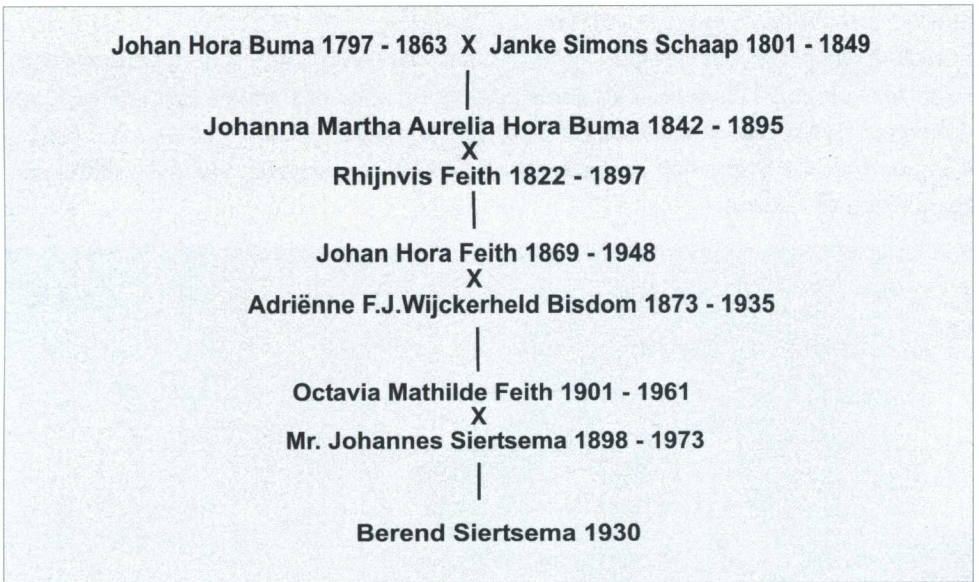 Johan Hora Buma 1797 - 1863 X Janke Simons Schaap 1801 - 1849
Johanna Martha Aurelia Hora Buma 1842 - 1895
X
Rhijnvis Feith 1822 - 1897
Johan Hora Feith 1869 - 1948
X
Adriënne F.J.Wijckerheld Bisdom 1873 - 1935
Octavia Mathilde Feith 1901 - 1961
X
Mr. Johannes Siertsema 1898 - 1973
Berend Siertsema 1930